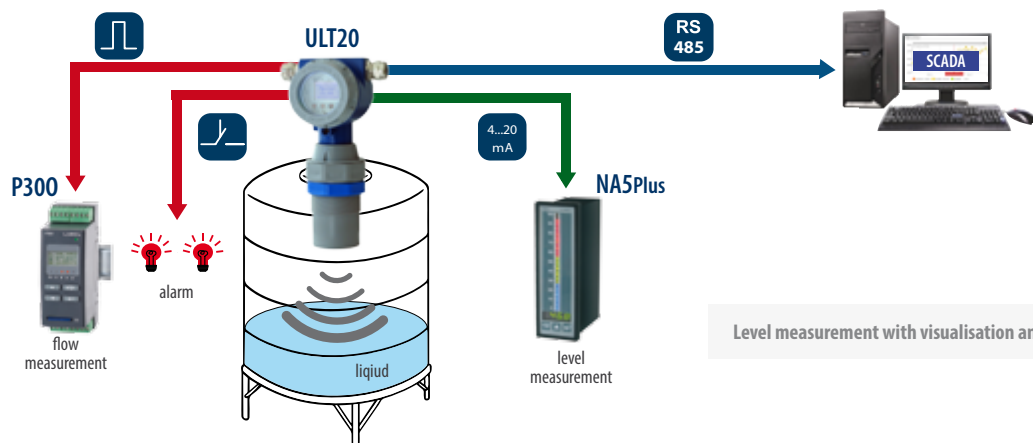 ULT20
RS
485
SCADA
4...20
mA
P300
NA5Plus
alarm
flow
measurement
liqiud
level
measurement
Level measurement with visualisation an